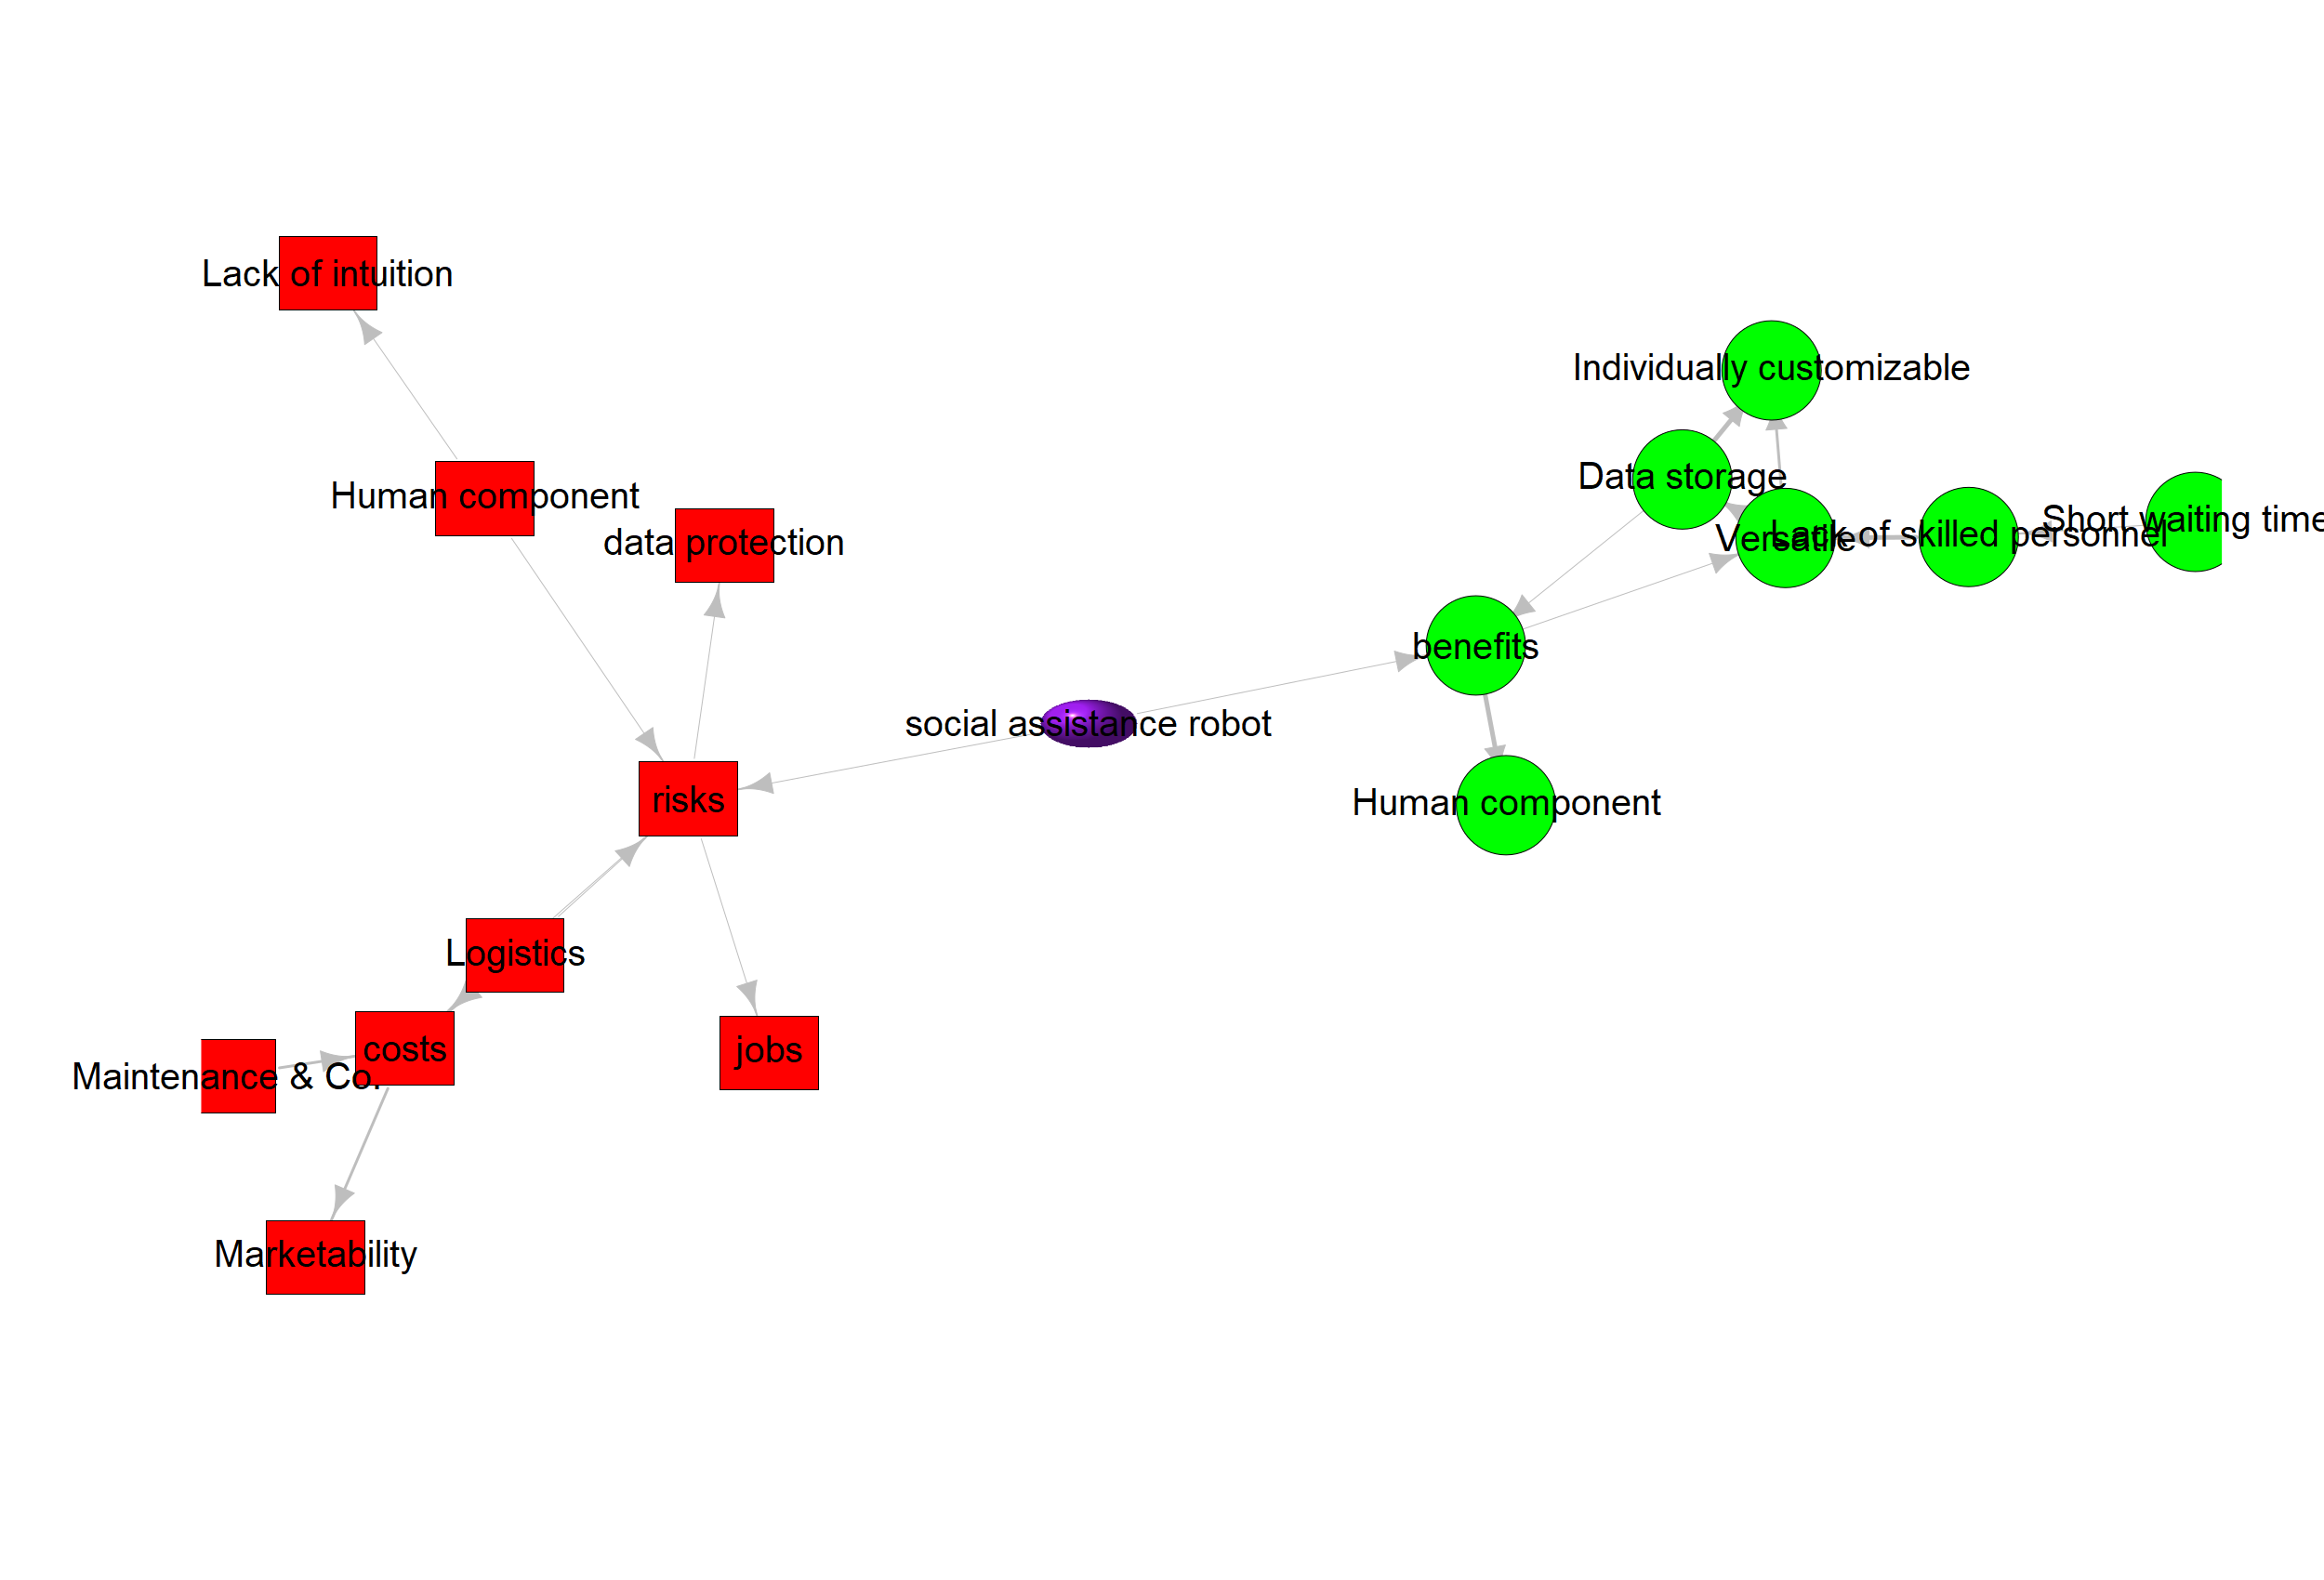 Lack of intuition
Individually customizable
Data storage
Human component
Short waiting time
data protection
Versatile
Lack of skilled personnel
benefits
social assistance robot
risks
Human component
Logistics
costs
jobs
Maintenance & Co.
Marketability